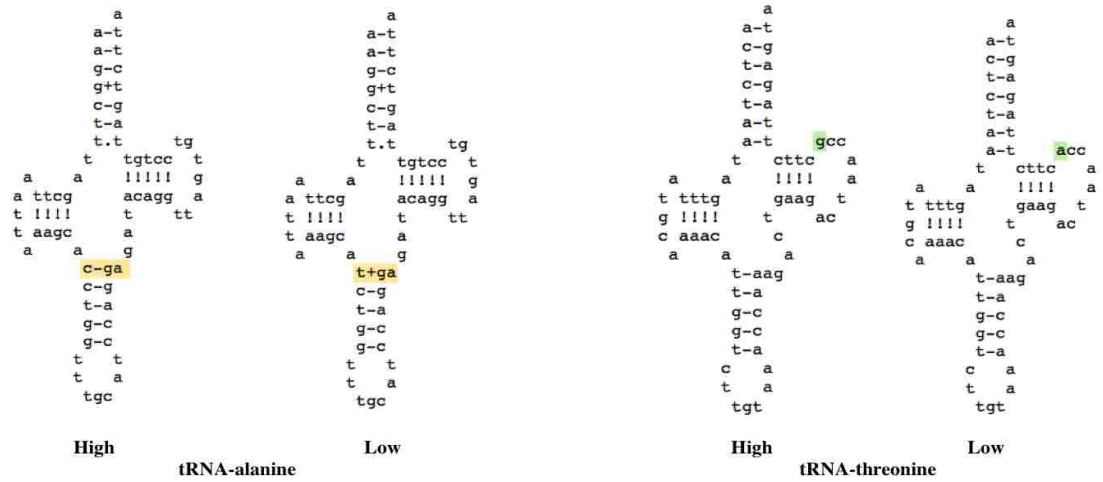 a
a-t
a-t
g-c
g+t
c-g
t-a
t.t tg
t tgtcc t
a a !!!!! g
a ttcg acagg a
t !!!! t tt
t aagc a
a a g
c-ga
c-g
t-a
g-c
g-c
t t
t a
tgc
High
a
a-t
a-t
g-c
g+t
c-g
t-a
t.t tg
t tgtcc t
a a !!!!! g
a ttcg acagg a
t !!!! t tt
t aagc a
a a g
t+ga
c-g
t-a
g-c
g-c
t t
t a
tgc
Low
tRNA-alanine
a
a-t
c-g
t-a
c-g
t-a
a-t
a-t gcc
t cttc a
a a !!!! a
t tttg gaag t
g !!!! t ac
c aaac c
a a a
t-aag
t-a
g-c
g-c
t-a
c a
t a
tgt
High
a
a-t
c-g
t-a
c-g
t-a
a-t
a-t acc
t cttc a
a a !!!! a
t tttg gaag t
g !!!! t ac
c aaac c
a a a
t-aag
t-a
g-c
g-c
t-a
c a
t a
tgt
Low
tRNA-threonine